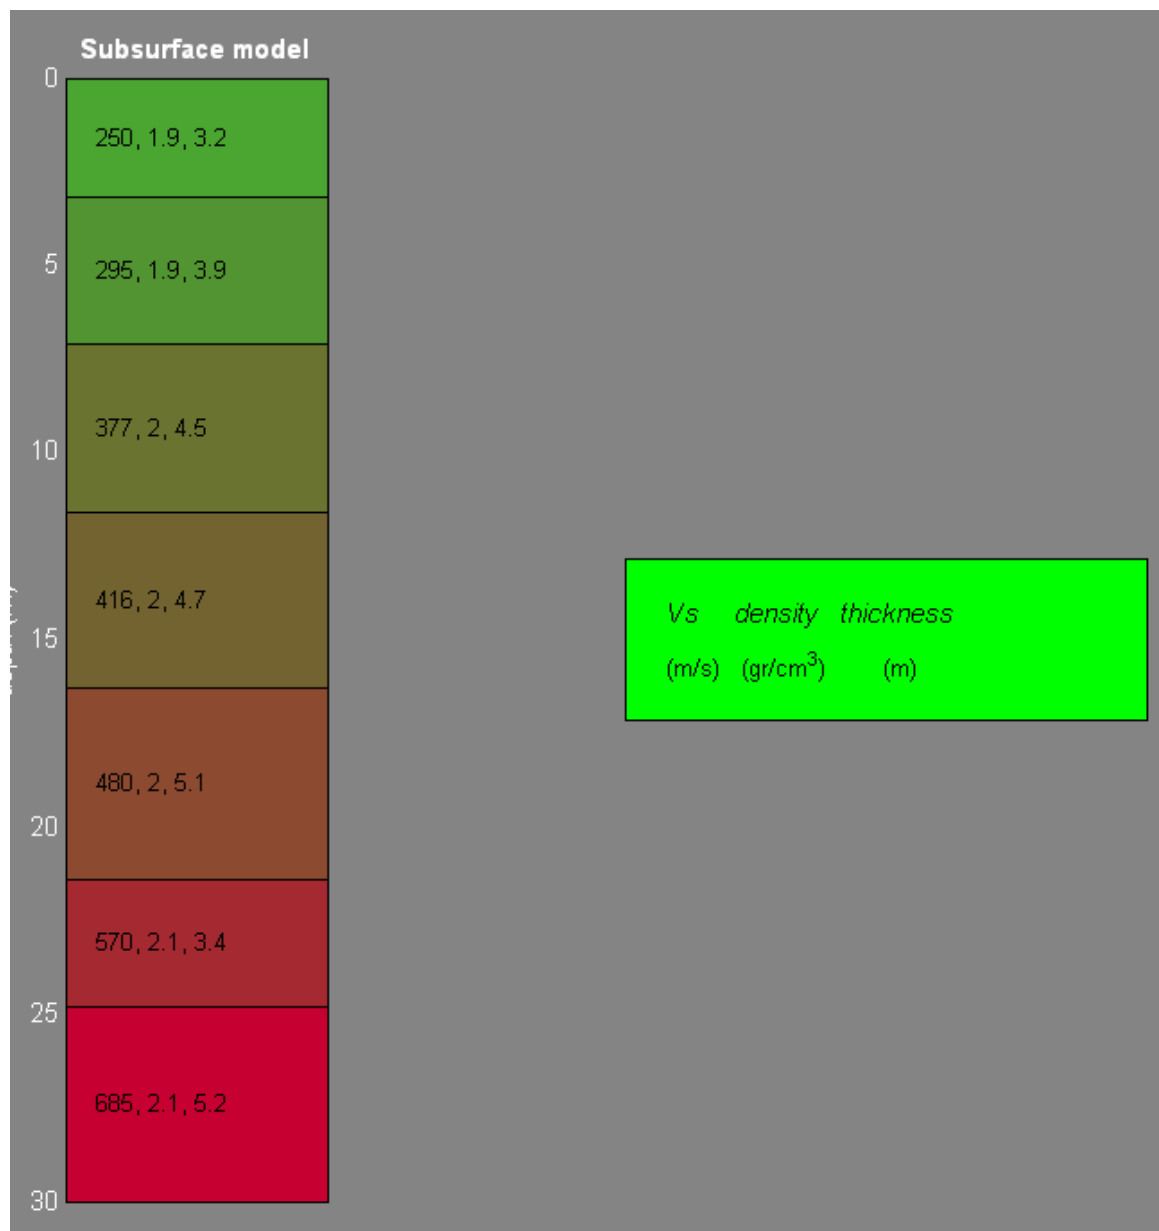 Subsurface model
0
250, 1.9, 3.2
295, 1.9, 3.9
5
377, 2, 4.5
10
416, 2, 4.7
15
480, 2, 5.1
20
570, 2.1, 3.4
25
685, 2.1, 5.2
30
Vs density thickness
(m/s) (gr/cm³) (m)